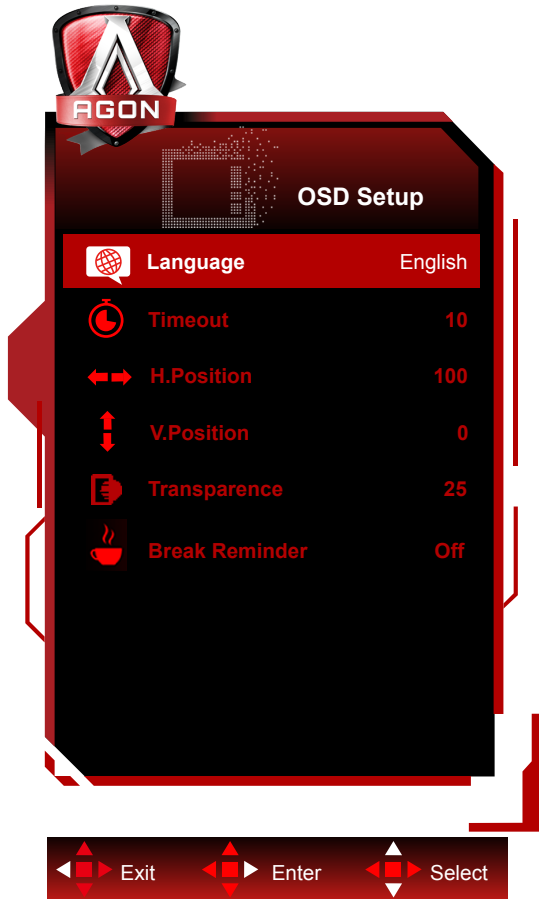 AGON
OSD Setup
Language English
Timeout 10
H.Position 100
V.Position 0
Transparence 25
Break Reminder Off
Exit Enter Select